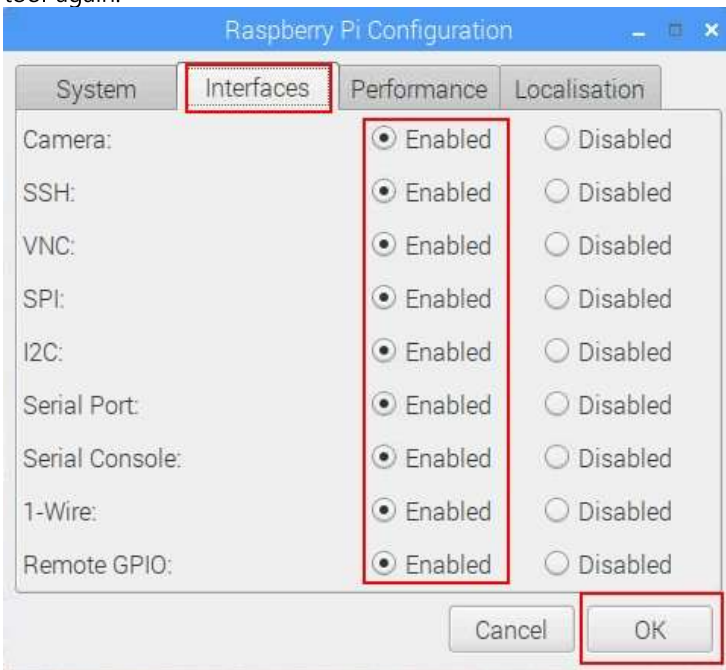 tool again.
Raspberry Pi Configuration
System Interfaces Performance Localisation
Camera: Enabled Disabled
SSH: Enabled Disabled
VNC: Enabled Disabled
SPI: Enabled Disabled
I2C: Enabled Disabled
Serial Port: Enabled Disabled
Serial Console: Enabled Disabled
1-Wire: Enabled Disabled
Remote GPIO: Enabled Disabled
Cancel OK